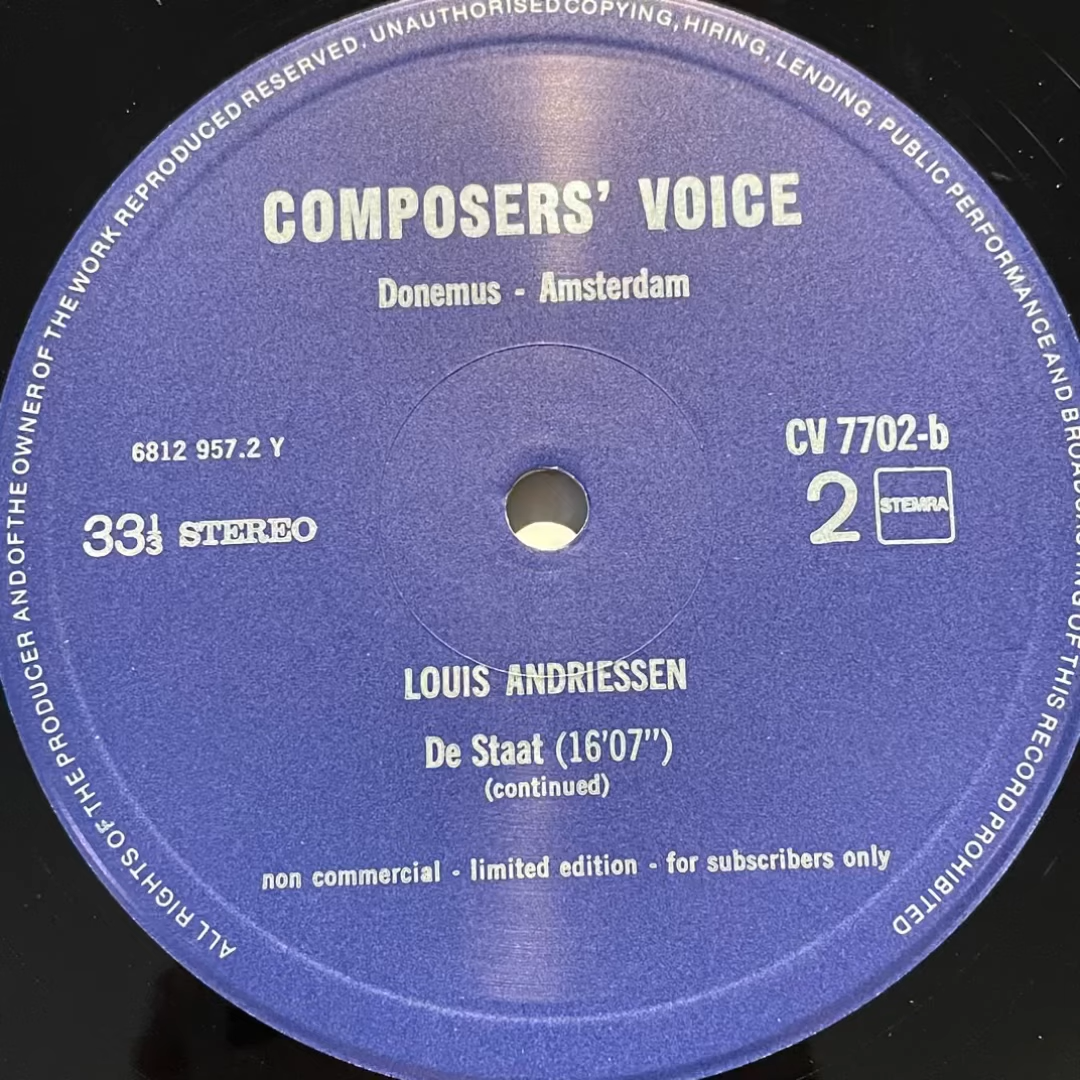 COMPOSERS' VOICE
Donemus - Amsterdam
6812 957.2 Y
CV 7702-b
33⅓ STEREO
2 STEMRA
LOUIS ANDRIESSEN
De Staat (16'07")
(continued)
non commercial - limited edition - for subscribers only
ALL RIGHTS OF THE PRODUCER AND OF THE OWNER OF THE WORK REPRODUCED RESERVED. UNAUTHORISED COPYING, HIRING, LENDING, PUBLIC PERFORMANCE AND BROADCASTING OF THIS RECORD PROHIBITED